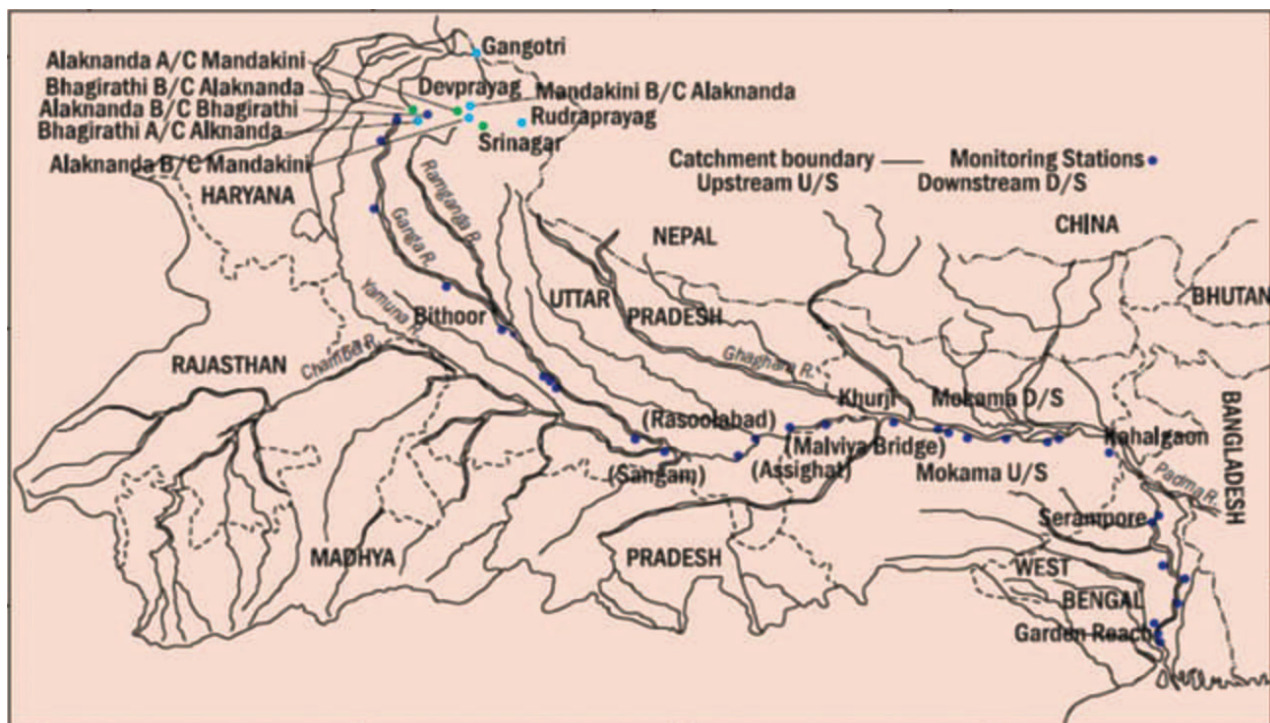 Gangotri
Alaknanda A/C Mandakini
Bhagirathi B/C Alaknanda
Devprayag
Mandakini B/C Alaknanda
Alaknanda B/C Bhagirathi
Rudraprayag
Bhagirathi A/C Alknanda
Srinagar
Alaknanda B/C Mandakini
Catchment boundary
Monitoring Stations
Upstream U/S
Downstream D/S
HARYANA
Ramganga R.
Ganga R.
NEPAL
CHINA
BHUTAN
Yamuna R.
Bithoor
UTTAR
PRADESH
RAJASTHAN
Chambal R.
Ghaghara R.
Khurji
Mokama D/S
BANGLADESH
(Rasoolabad)
(Malviya Bridge)
Kahalgaon
(Sangam)
(Assighat)
Mokama U/S
Padma R.
Serampore
MADHYA
PRADESH
WEST
BENGAL
Garden Reach